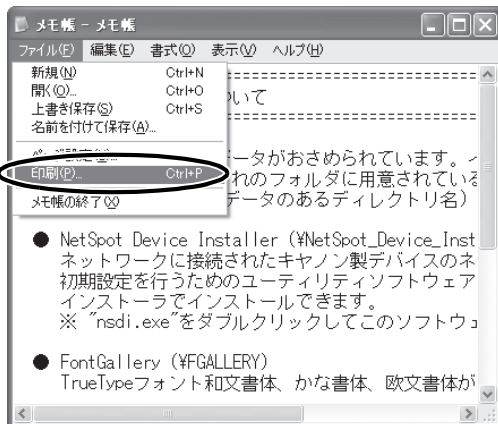 メモ帳 - メモ帳
ファイル(F) 編集(E) 書式(O) 表示(V) ヘルプ(H)
新規(N) Ctrl+N
開く(O)... Ctrl+O
上書き保存(S) Ctrl+S
名前を付けて保存(A)...
印刷(P)... Ctrl+P
メモ帳の終了(X)
ついて
ータがおさめられています。
れのフォルダに用意されている
データのあるディレクトリ名)
● NetSpot Device Installer (¥NetSpot_Device_Inst
ネットワークに接続されたキヤノン製デバイスのネ
初期設定を行うためのユーティリティソフトウェア
インストーラでインストールできます。
※ "nsdi.exe"をダブルクリックしてこのソフトウェ
● FontGallery (¥FGALLERY)
TrueTypeフォント和文書体、かな書体、欧文書体が